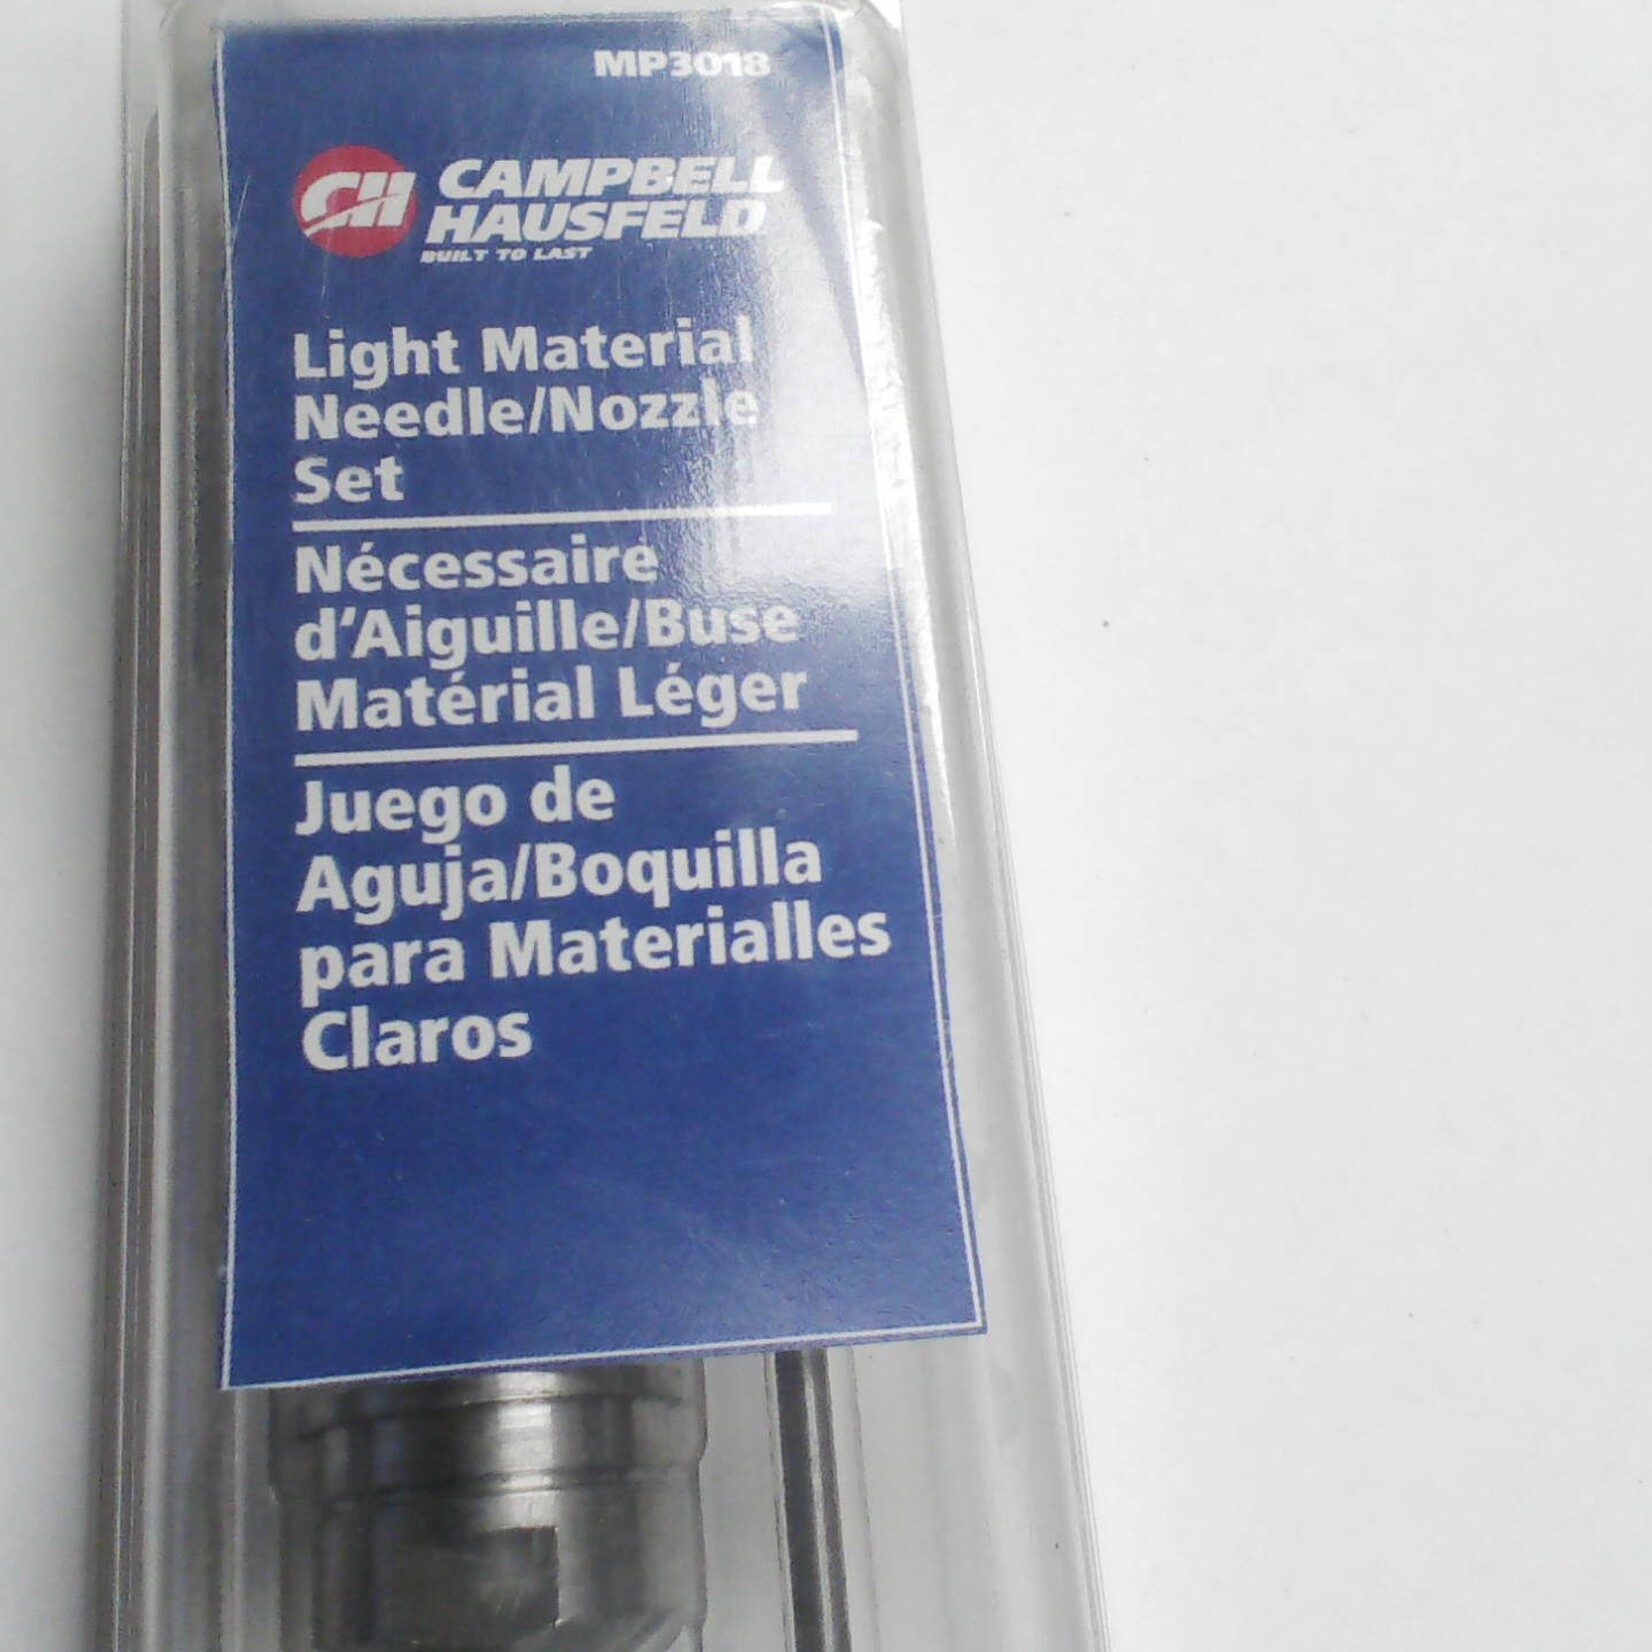 MP3018
CH CAMPBELL
HAUSFELD
BUILT TO LAST
Light Material
Needle/Nozzle
Set
Nécessaire
d'Aiguille/Buse
Matérial Léger
Juego de
Aguja/Boquilla
para Materialles
Claros